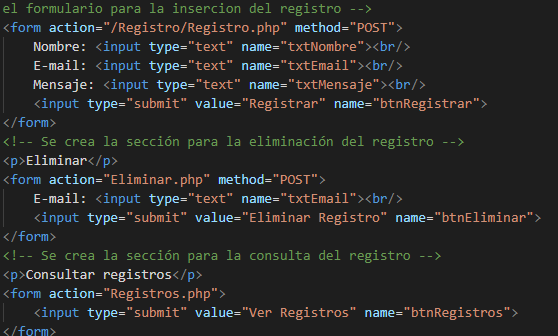 el formulario para la insercion del registro -->
<form action="/Registro/Registro.php" method="POST">
Nombre: <input type="text" name="txtNombre"><br/>
E-mail: <input type="text" name="txtEmail"><br/>
Mensaje: <input type="text" name="txtMensaje"><br/>
<input type="submit" value="Registrar" name="btnRegistrar">
</form>
<!-- Se crea la sección para la eliminación del registro -->
<p>Eliminar</p>
<form action="Eliminar.php" method="POST">
E-mail: <input type="text" name="txtEmail"><br/>
<input type="submit" value="Eliminar Registro" name="btnEliminar">
</form>
<!-- Se crea la sección para la consulta del registro -->
<p>Consultar registros</p>
<form action="Registros.php">
<input type="submit" value="Ver Registros" name="btnRegistros">
</form>